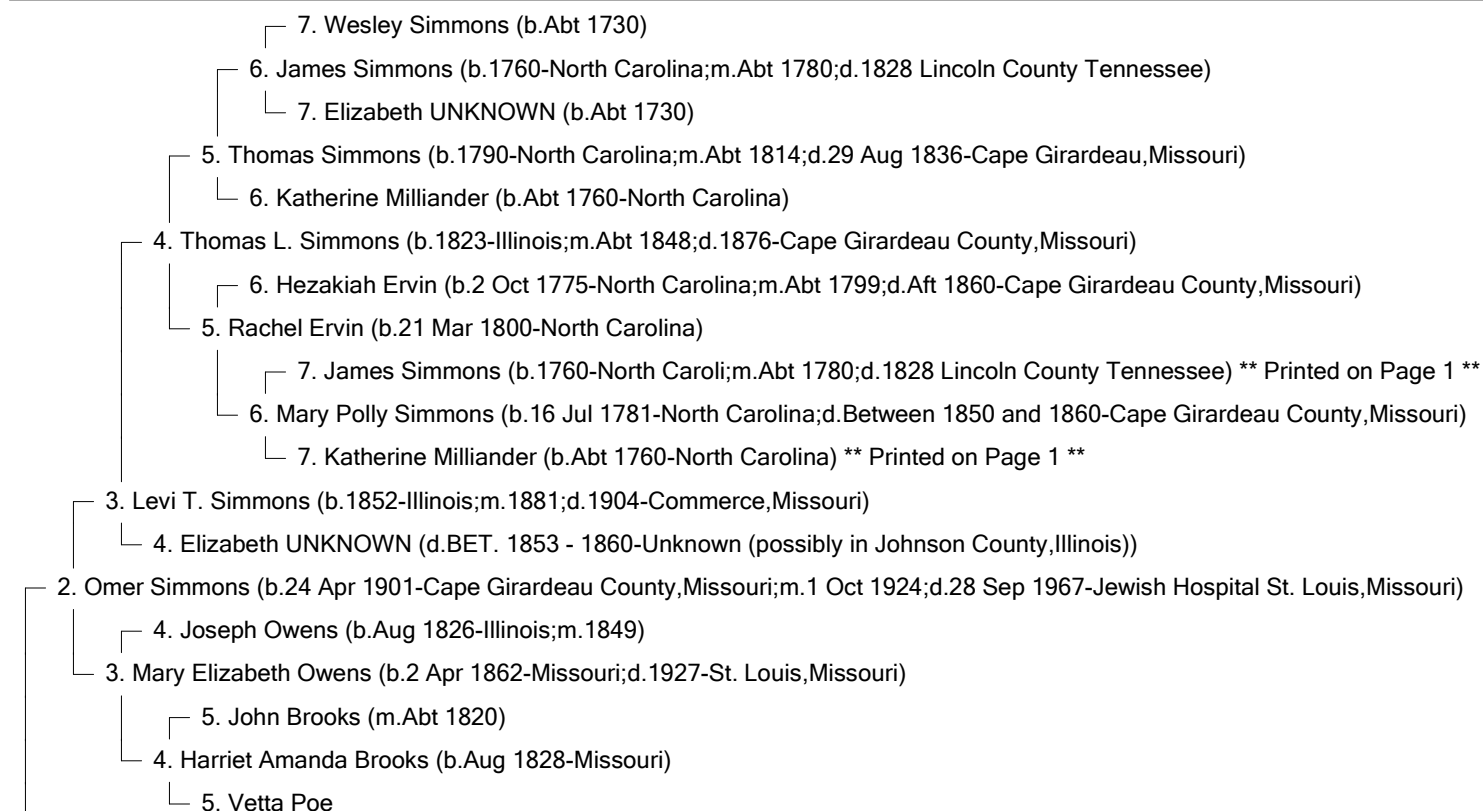 7. Wesley Simmons (b.Abt 1730)
6. James Simmons (b.1760-North Carolina;m.Abt 1780;d.1828 Lincoln County Tennessee)
7. Elizabeth UNKNOWN (b.Abt 1730)
5. Thomas Simmons (b.1790-North Carolina;m.Abt 1814;d.29 Aug 1836-Cape Girardeau,Missouri)
6. Katherine Milliander (b.Abt 1760-North Carolina)
4. Thomas L. Simmons (b.1823-Illinois;m.Abt 1848;d.1876-Cape Girardeau County,Missouri)
6. Hezakiah Ervin (b.2 Oct 1775-North Carolina;m.Abt 1799;d.Aft 1860-Cape Girardeau County,Missouri)
5. Rachel Ervin (b.21 Mar 1800-North Carolina)
7. James Simmons (b.1760-North Caroli;m.Abt 1780;d.1828 Lincoln County Tennessee) ** Printed on Page 1 **
6. Mary Polly Simmons (b.16 Jul 1781-North Carolina;d.Between 1850 and 1860-Cape Girardeau County,Missouri)
7. Katherine Milliander (b.Abt 1760-North Carolina) ** Printed on Page 1 **
3. Levi T. Simmons (b.1852-Illinois;m.1881;d.1904-Commerce,Missouri)
4. Elizabeth UNKNOWN (d.BET. 1853 - 1860-Unknown (possibly in Johnson County,Illinois))
2. Omer Simmons (b.24 Apr 1901-Cape Girardeau County,Missouri;m.1 Oct 1924;d.28 Sep 1967-Jewish Hospital St. Louis,Missouri)
4. Joseph Owens (b.Aug 1826-Illinois;m.1849)
3. Mary Elizabeth Owens (b.2 Apr 1862-Missouri;d.1927-St. Louis,Missouri)
5. John Brooks (m.Abt 1820)
4. Harriet Amanda Brooks (b.Aug 1828-Missouri)
5. Vetta Poe